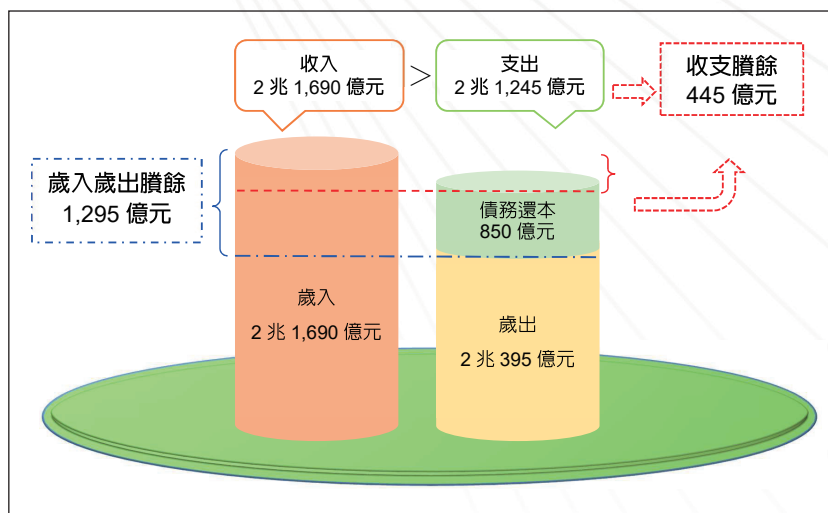 收入
2 兆 1,690 億元
>
支出
2 兆 1,245 億元
收支賸餘
445 億元
歲入歲出賸餘
1,295 億元
債務還本
850 億元
歲入
2 兆 1,690 億元
歲出
2 兆 395 億元